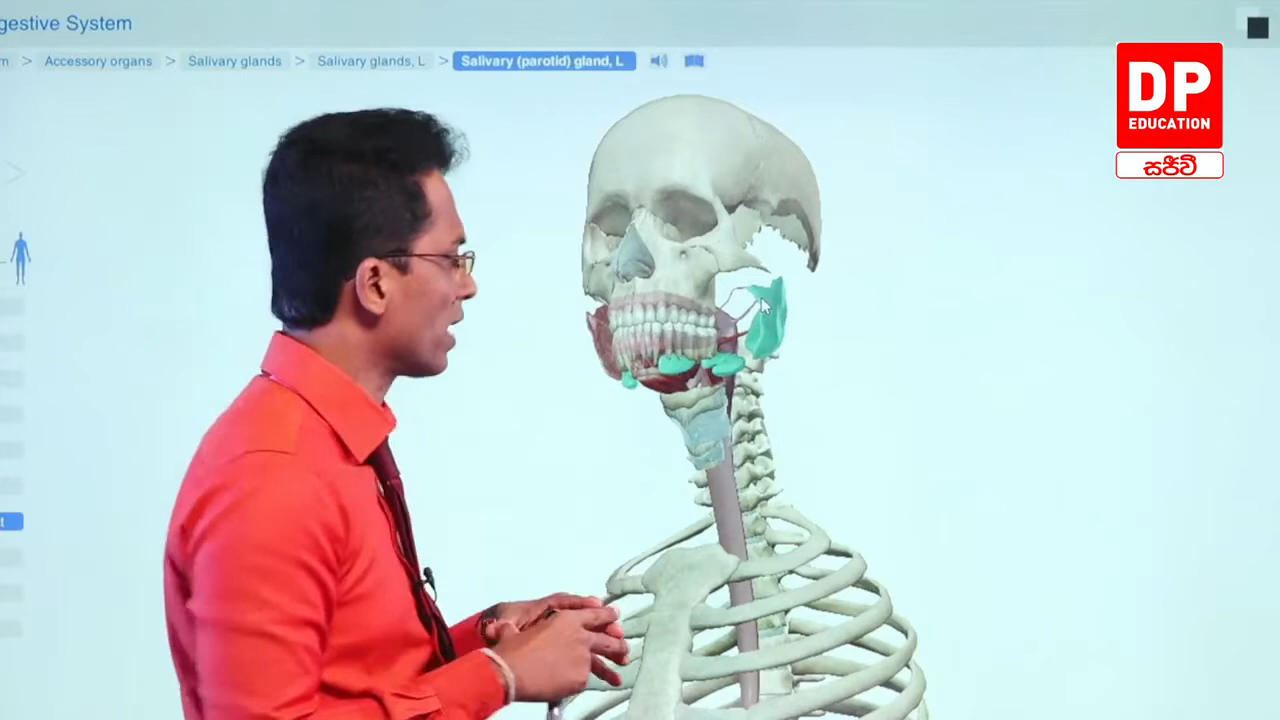 gestive System
m > Accessory organs > Salivary glands > Salivary glands, L > Salivary (parotid) gland, L
DP
EDUCATION
සජීවී
t